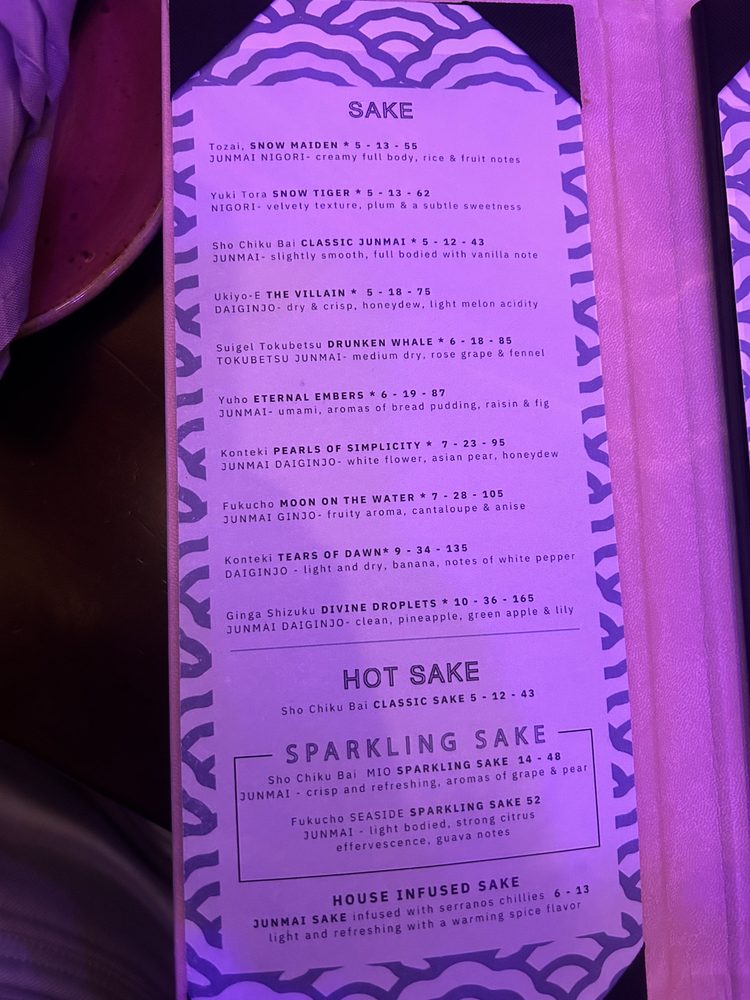 SAKE
Tozai, SNOW MAIDEN * 5 - 13 - 55
JUNMAI NIGORI- creamy full body, rice & fruit notes
Yuki Tora SNOW TIGER * 5 - 13 - 62
NIGORI- velvety texture, plum & a subtle sweetness
Sho Chiku Bai CLASSIC JUNMAI * 5 - 12 - 43
JUNMAI- slightly smooth, full bodied with vanilla note
Ukiyo-E THE VILLAIN * 5 - 18 - 75
DAIGINJO- dry & crisp, honeydew, light melon acidity
Suigel Tokubetsu DRUNKEN WHALE * 6 - 18 - 85
TOKUBETSU JUNMAI- medium dry, rose grape & fennel
Yuho ETERNAL EMBERS * 6 - 19 - 87
JUNMAI- umami, aromas of bread pudding, raisin & fig
Konteki PEARLS OF SIMPLICITY * 7 - 23 - 95
JUNMAI DAIGINJO- white flower, asian pear, honeydew
Fukucho MOON ON THE WATER * 7 - 28 - 105
JUNMAI GINJO- fruity aroma, cantaloupe & anise
Konteki TEARS OF DAWN* 9 - 34 - 135
DAIGINJO - light and dry, banana, notes of white pepper
Ginga Shizuku DIVINE DROPLETS * 10 - 36 - 165
JUNMAI DAIGINJO- clean, pineapple, green apple & lily
HOT SAKE
Sho Chiku Bai CLASSIC SAKE 5 - 12 - 43
SPARKLING SAKE
Sho Chiku Bai MIO SPARKLING SAKE 14 - 48
JUNMAI - crisp and refreshing, aromas of grape & pear
Fukucho SEASIDE SPARKLING SAKE 52
JUNMAI - light bodied, strong citrus
effervescence, guava notes
HOUSE INFUSED SAKE
JUNMAI SAKE infused with serranos chillies 6 - 13
light and refreshing with a warming spice flavor